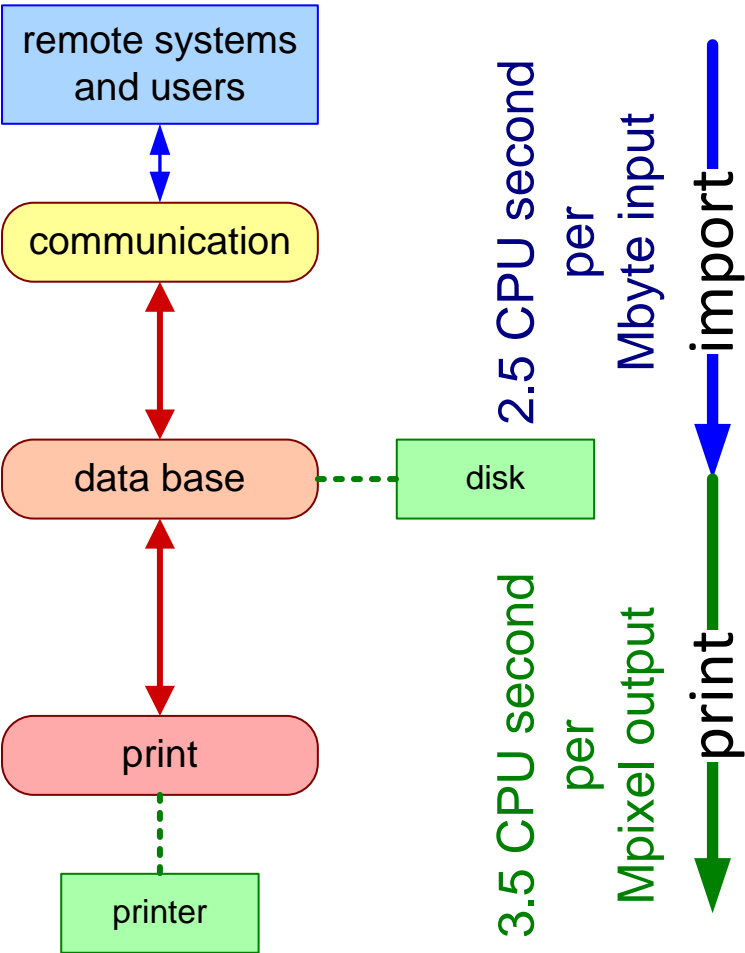 remote systems
and users
communication
data base
disk
print
printer
2.5 CPU second
per
Mbyte input
import
3.5 CPU second
per
Mpixel output
print